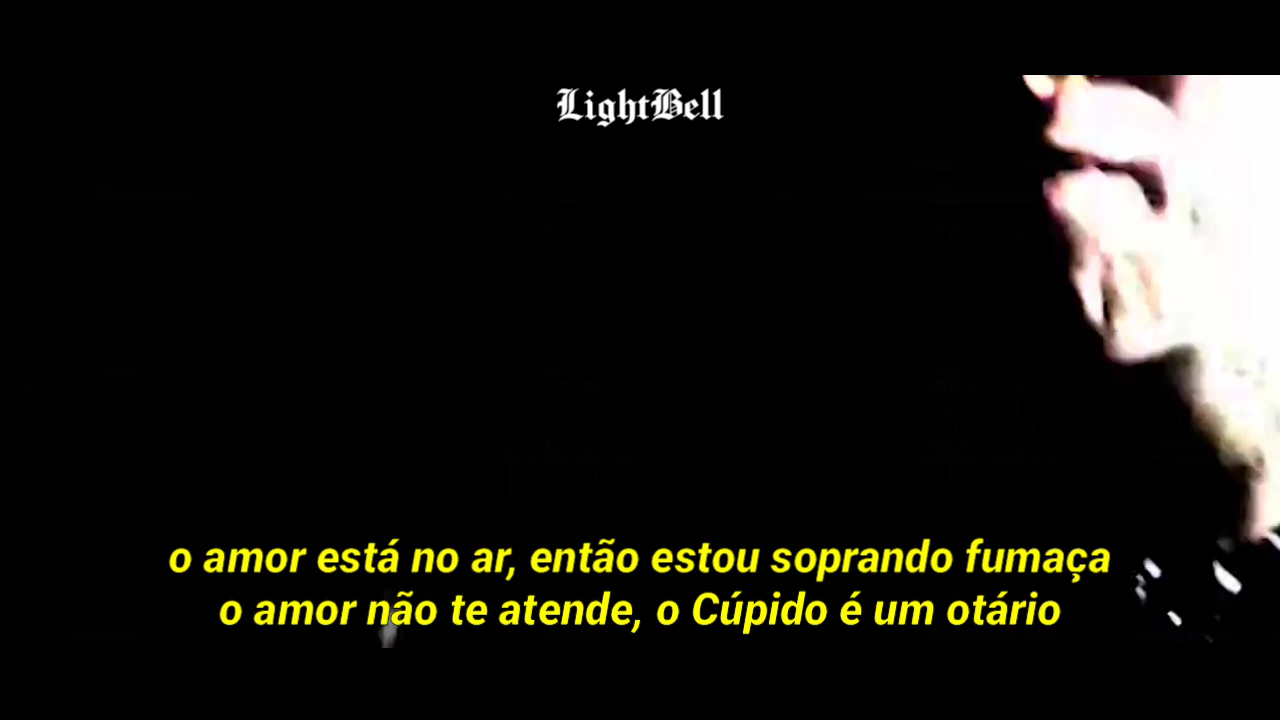 LightBell
o amor está no ar, então estou soprando fumaça
o amor não te atende, o Cúpido é um otário